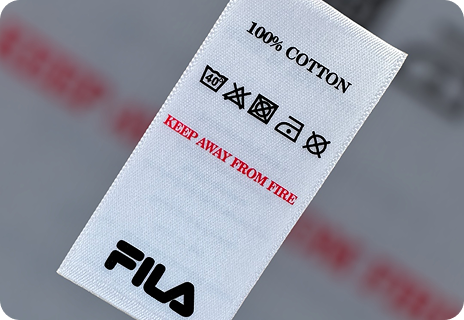 100% COTTON
40°
KEEP AWAY FROM FIRE
FILA